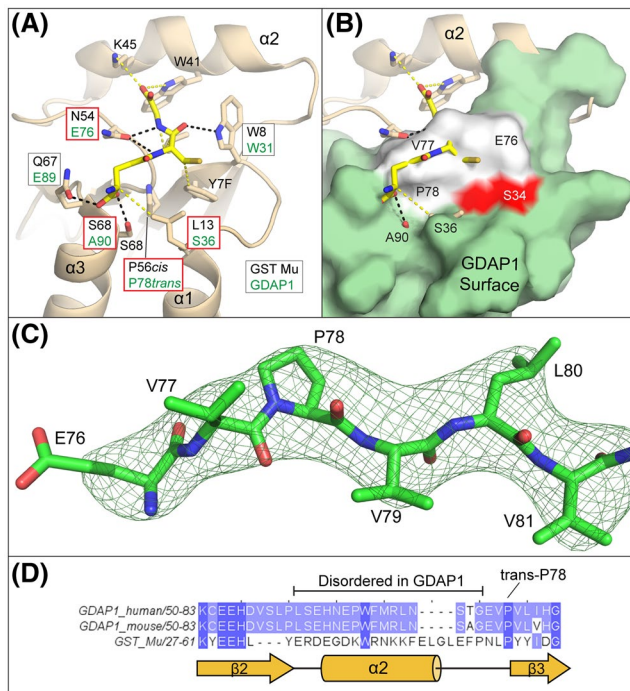 (A)
α2
K45
W41
N54
E76
W8
W31
Q67
E89
Y7F
S68
A90
S68
L13
S36
P56cis
P78trans
α3
α1
GST Mu
GDAP1
(B)
α2
V77
E76
P78
S34
S36
A90
GDAP1
Surface
(C)
P78
L80
V77
E76
V79
V81
(D)
trans-P78
Disordered in GDAP1
GDAP1_human/50-83 KCEEHDVSLPLSEHNEPWFMRLN----STGEVPVLIHG
GDAP1_mouse/50-83 KCEEHDVSLPLSEHNEPWFMRLN----SAGEVPVLVHG
GST_Mu/27-61 KYEEHL---YERDEGDKWRNKKFELGLEFPNLPYYIDG
β2 α2 β3